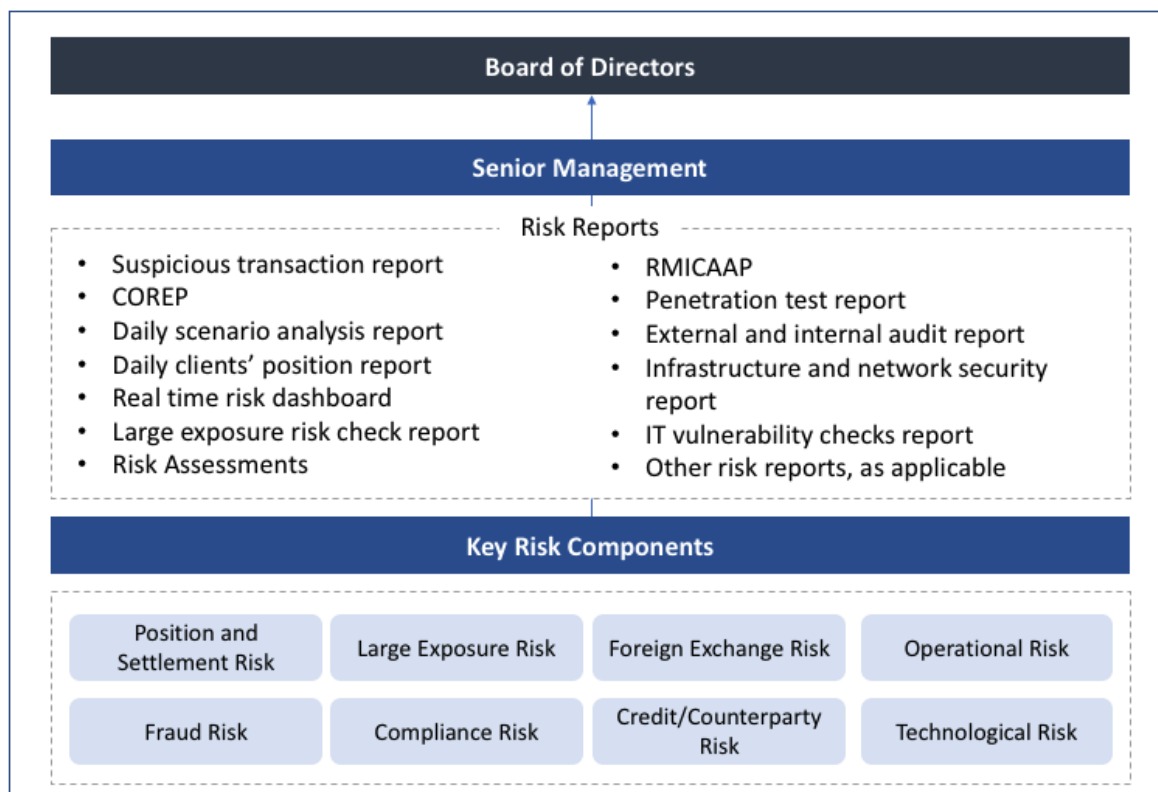 Board of Directors
Senior Management
Risk Reports
• Suspicious transaction report
• COREP
• Daily scenario analysis report
• Daily clients' position report
• Real time risk dashboard
• Large exposure risk check report
• Risk Assessments
• RMICAAP
• Penetration test report
• External and internal audit report
• Infrastructure and network security
report
• IT vulnerability checks report
• Other risk reports, as applicable
Key Risk Components
Position and
Settlement Risk
Large Exposure Risk
Foreign Exchange Risk
Operational Risk
Fraud Risk
Compliance Risk
Credit/Counterparty
Risk
Technological Risk